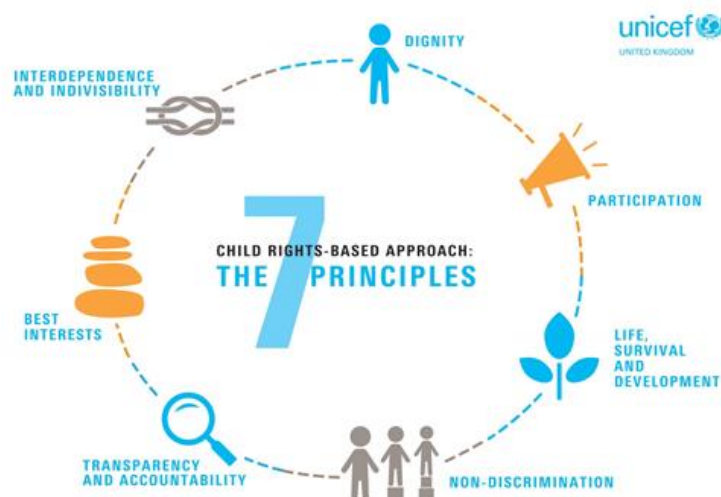 unicef
UNITED KINGDOM
DIGNITY
PARTICIPATION
LIFE,
SURVIVAL
AND
DEVELOPMENT
NON-DISCRIMINATION
TRANSPARENCY
AND ACCOUNTABILITY
BEST
INTERESTS
INTERDEPENDENCE
AND INDIVISIBILITY
7
CHILD RIGHTS-BASED APPROACH:
THE PRINCIPLES